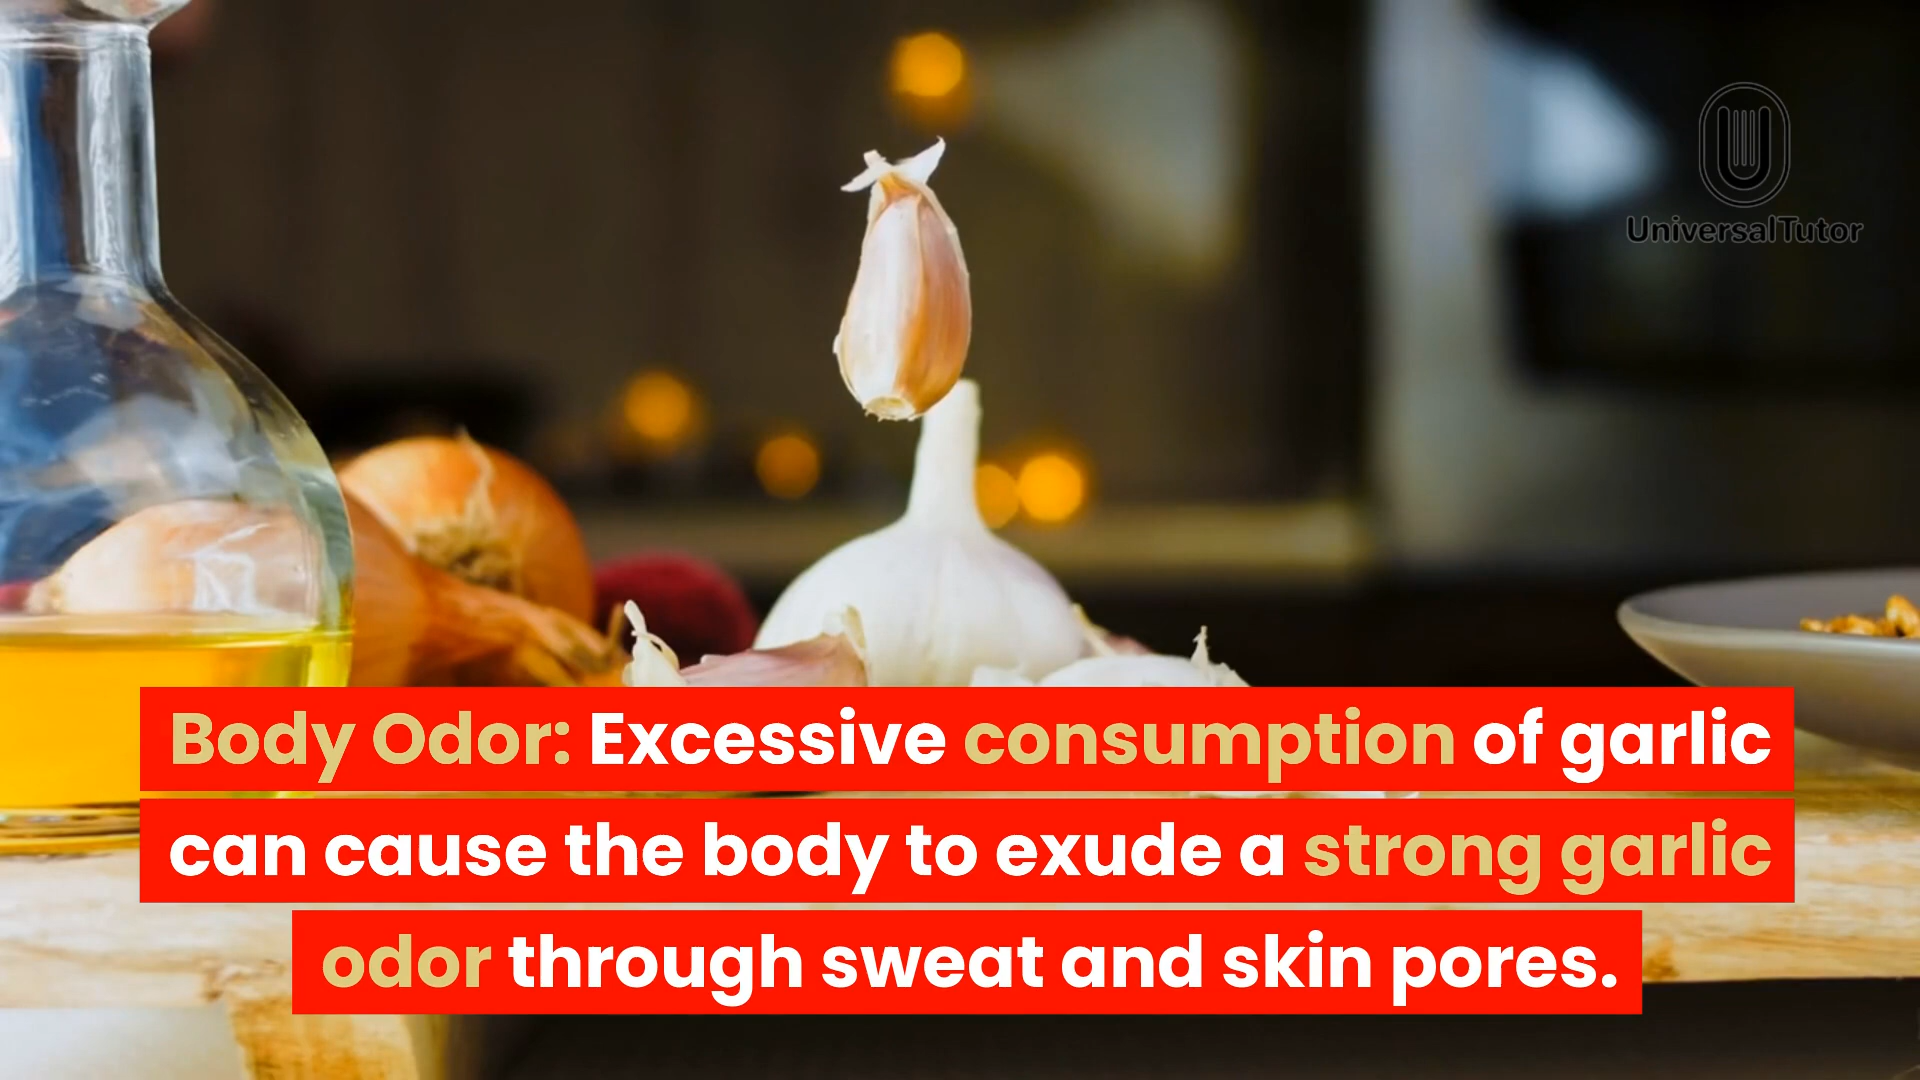 UniversalTutor
Body Odor: Excessive consumption of garlic
can cause the body to exude a strong garlic
odor through sweat and skin pores.